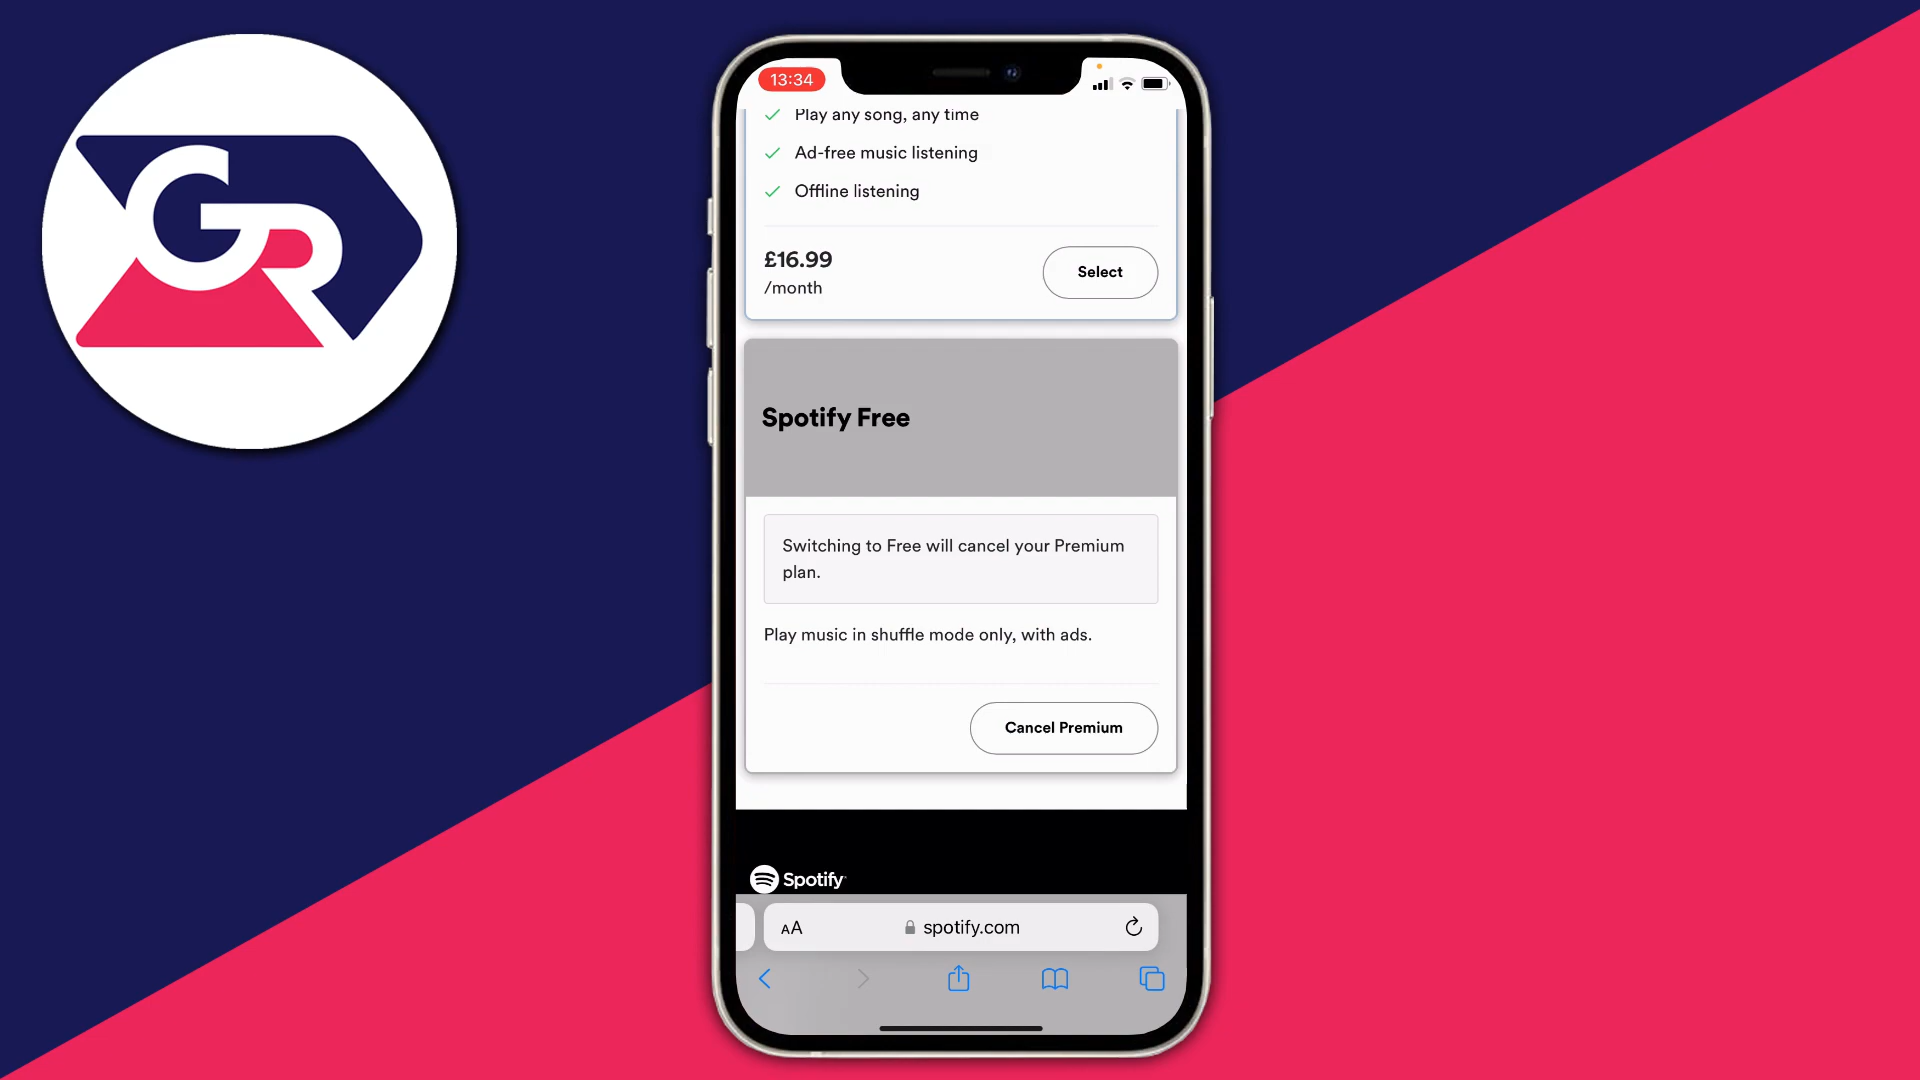 GR
13:34
Play any song, any time
Ad-free music listening
Offline listening
£16.99
/month
Select
Spotify Free
Switching to Free will cancel your Premium
plan.
Play music in shuffle mode only, with ads.
Cancel Premium
Spotify
AA
spotify.com